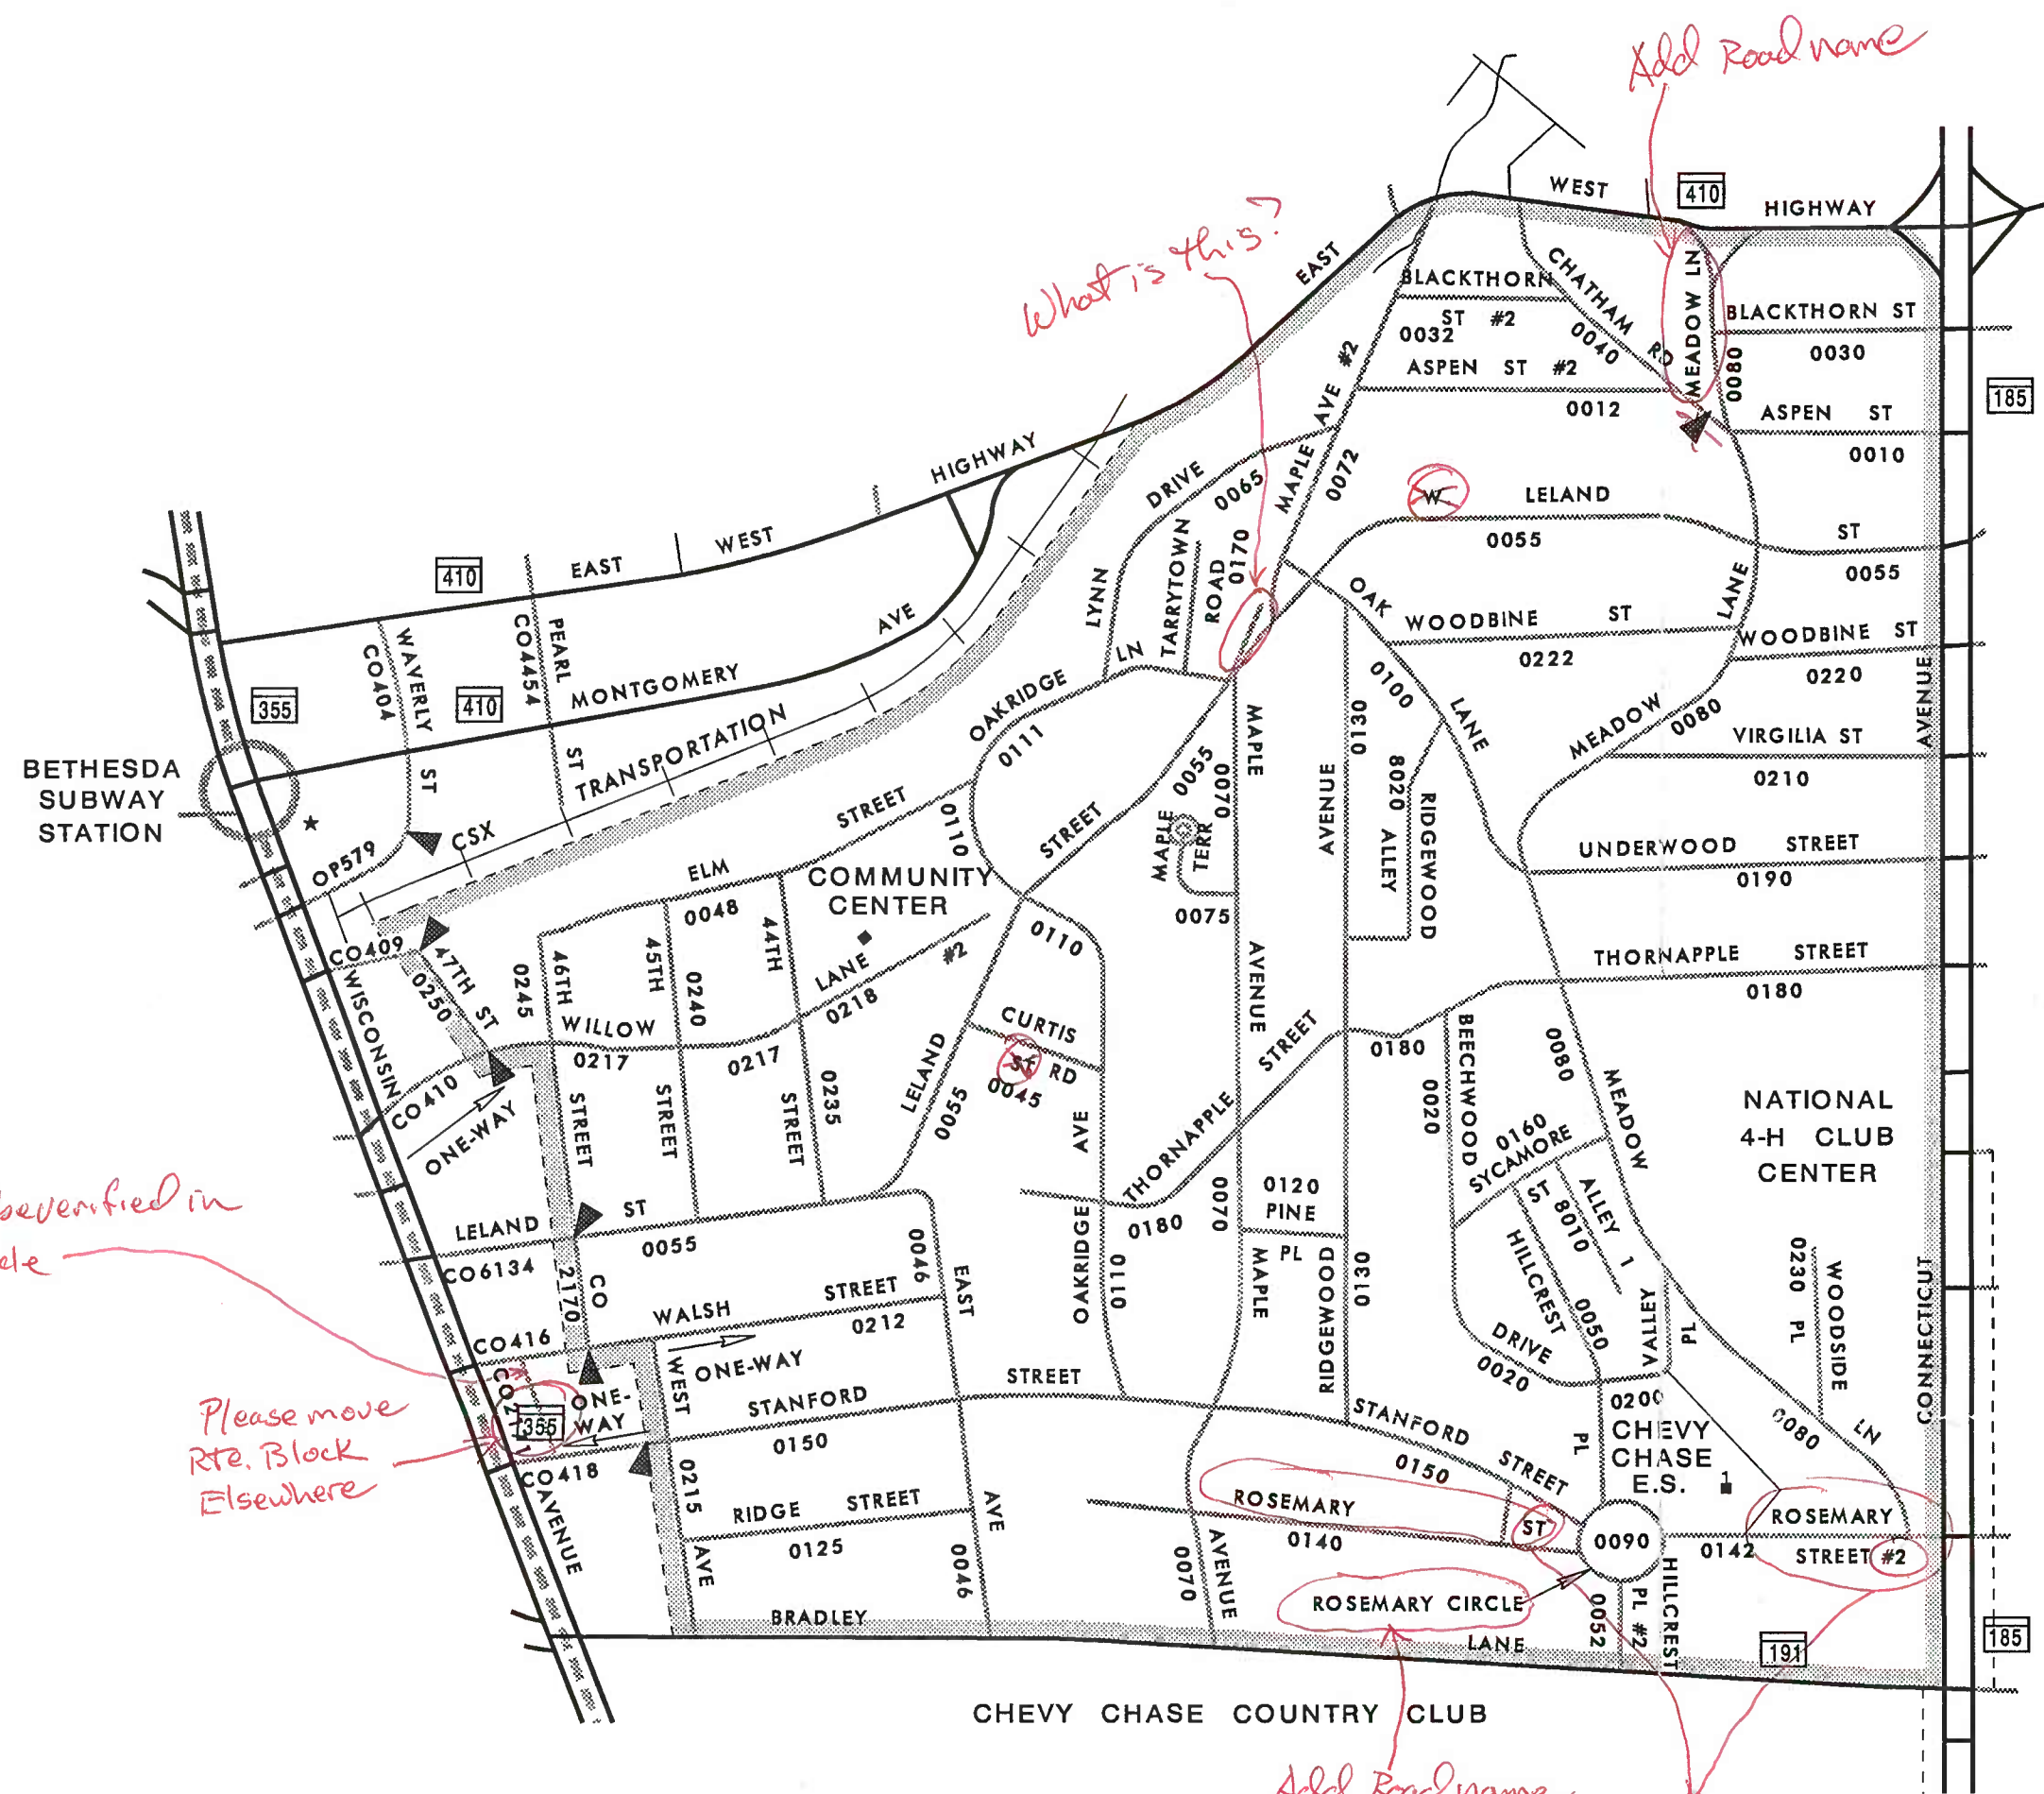 Add Road name
WEST
410
HIGHWAY
What is this?
EAST
BLACKTHORN
ST #2
0032
CHATHAM
RD
0040
MEADOW LN
0080
BLACKTHORN ST
0030
185
ASPEN ST #2
0012
ASPEN ST
0010
MAPLE AVE #2
0072
HIGHWAY
DRIVE
0065
LYNN
TARRYTOWN
ROAD
0170
W
LELAND
ST
0055
0055
410
EAST WEST
AVE
OAK
LANE
0100
WOODBINE ST
0222
LANE
WOODBINE ST
0220
WAVERLY
ST
CO404
PEARL
ST
CO4454
355
410
MONTGOMERY
OAKRIDGE LN
0111
MEADOW
0080
AVENUE
VIRGILIA ST
0210
BETHESDA
SUBWAY
STATION
TRANSPORTATION
CSX
OP579
STREET
0110
STREET
0055
0070
MAPLE
MAPLE
TERR
0075
AVENUE
0130
8020
ALLEY
RIDGEWOOD
UNDERWOOD STREET
0190
ELM
0048
COMMUNITY
CENTER
CO409
47TH ST
0250
WISCONSIN
0245
46TH
45TH
0240
44TH
LANE
#2
0218
0110
AVENUE
THORNAPPLE STREET
0180
WILLOW
0217
0217
CURTIS
ST RD
0045
STREET
0180
BEECHWOOD
0020
0080
MEADOW
CO410
ONE-WAY
STREET
STREET
STREET
0235
LELAND
0055
AVE
THORNAPPLE
0160
SYCAMORE
ST
NATIONAL
4-H CLUB
CENTER
be verified in
LELAND
ST
0055
CO6134
0180
0070
0120
PINE
PL
ALLEY 1
8010
HILLCREST
0050
2170
CO
0046
EAST
OAKRIDGE
0110
MAPLE
RIDGEWOOD
0130
0230 PL
WOODSIDE
CONNECTICUT
WALSH STREET
0212
CO416
DRIVE
0020
VALLEY
PL
0200
ONE-WAY
ONE-
WAY
355
WEST
STANFORD
0150
STREET
STANFORD
STREET
0150
PL
CHEVY
CHASE
E.S.
1
0080
LN
Please move
Rte. Block
Elsewhere
CO418
AVENUE
0215
RIDGE STREET
0125
AVE
AVE
0046
ROSEMARY
ST
0140
0090
0142
ROSEMARY
STREET #2
0070
AVENUE
ROSEMARY CIRCLE
0052
PL #2
HILLCREST
BRADLEY
LANE
191
185
CHEVY CHASE COUNTRY CLUB
Add Road name